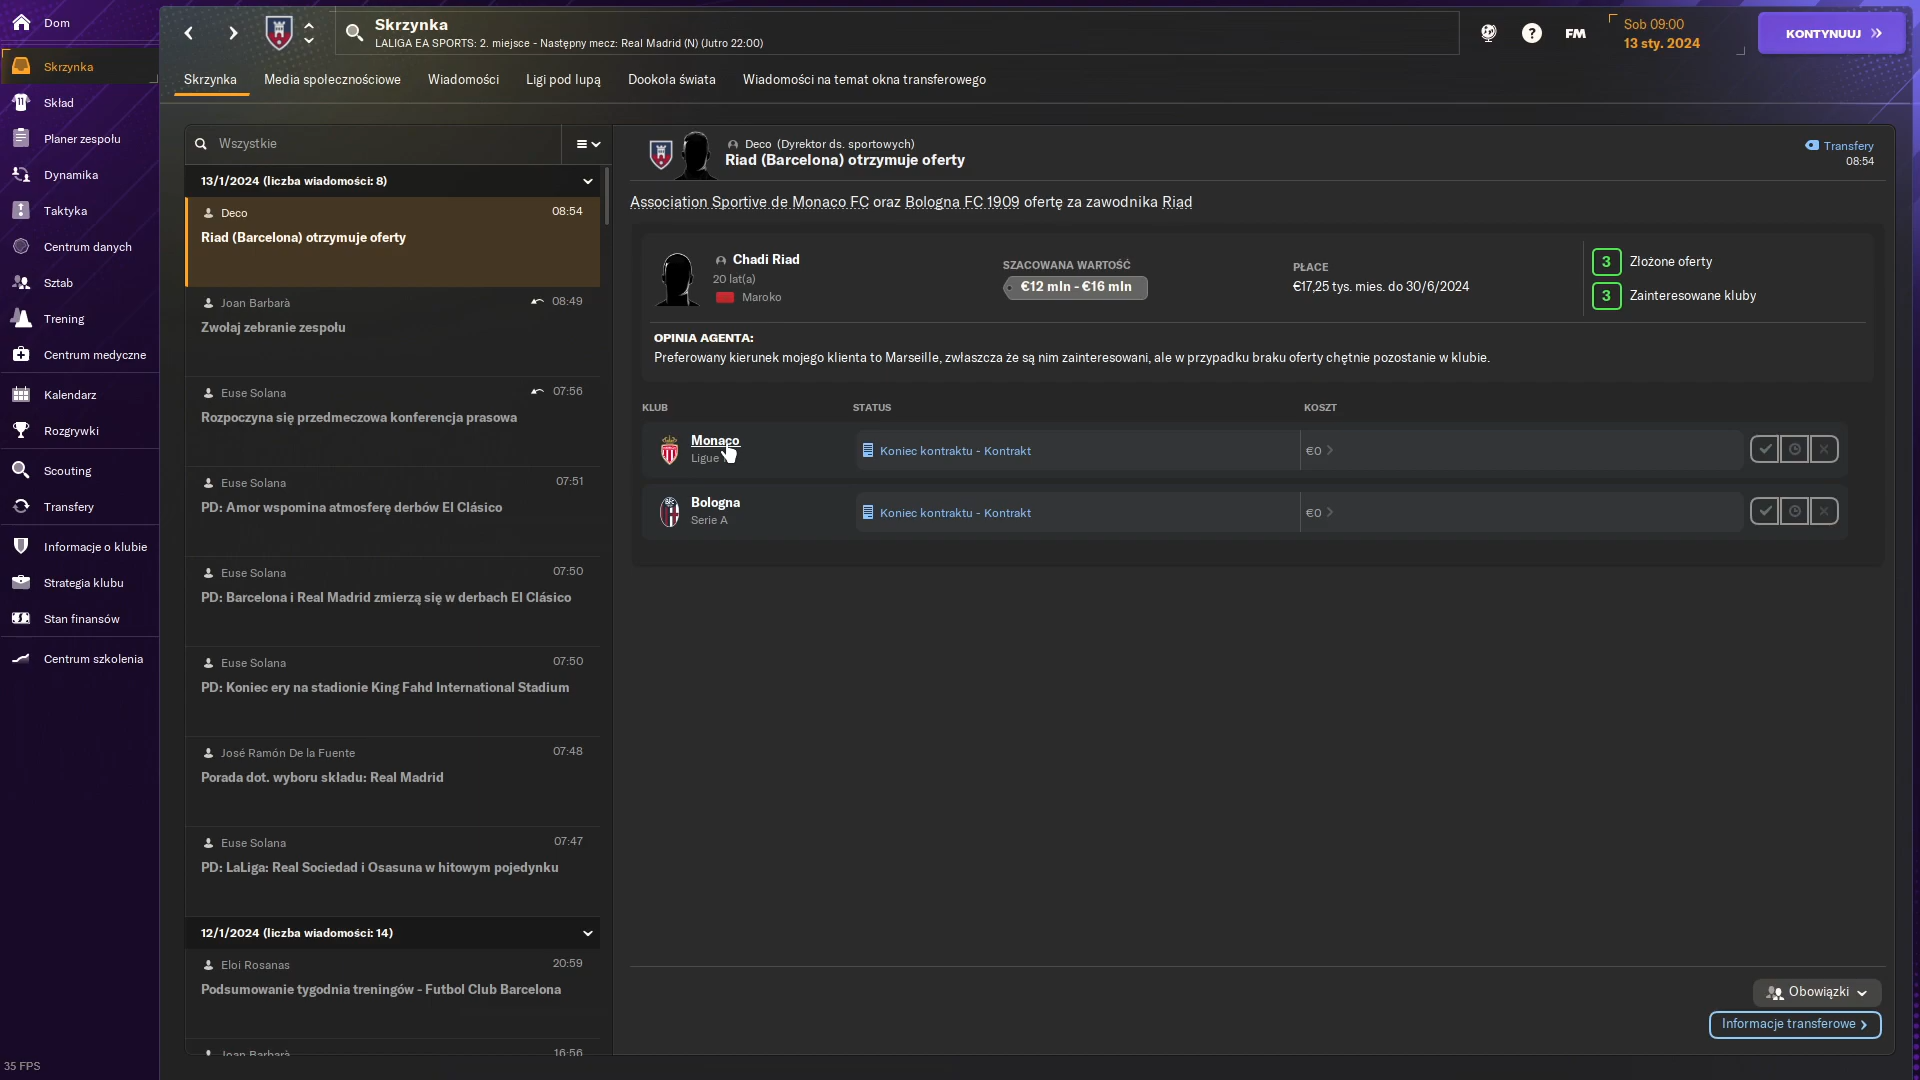 Dom
Skrzynka
Skład
Planer zespołu
Dynamika
Taktyka
Centrum danych
Sztab
Trening
Centrum medyczne
Kalendarz
Rozgrywki
Scouting
Transfery
Informacje o klubie
Strategia klubu
Stan finansów
Centrum szkolenia
35 FPS
Skrzynka
LALIGA EA SPORTS: 2. miejsce - Następny mecz: Real Madrid (N) (Jutro 22:00)
FM
Sob 09:00
13 sty. 2024
KONTYNUUJ
Skrzynka Media społecznościowe Wiadomości Ligi pod lupą Dookoła świata Wiadomości na temat okna transferowego
Wszystkie
13/1/2024 (liczba wiadomości: 8)
Deco 08:54
Riad (Barcelona) otrzymuje oferty
Joan Barbarà 08:49
Zwołaj zebranie zespołu
Euse Solana 07:56
Rozpoczyna się przedmeczowa konferencja prasowa
Euse Solana 07:51
PD: Amor wspomina atmosferę derbów El Clásico
Euse Solana 07:50
PD: Barcelona i Real Madrid zmierzą się w derbach El Clásico
Euse Solana 07:50
PD: Koniec ery na stadionie King Fahd International Stadium
José Ramón De la Fuente 07:48
Porada dot. wyboru składu: Real Madrid
Euse Solana 07:47
PD: LaLiga: Real Sociedad i Osasuna w hitowym pojedynku
12/1/2024 (liczba wiadomości: 14)
Eloi Rosanas 20:59
Podsumowanie tygodnia treningów - Futbol Club Barcelona
Joan Barbarà 16:56
Deco (Dyrektor ds. sportowych)
Riad (Barcelona) otrzymuje oferty
Transfery
08:54
Association Sportive de Monaco FC oraz Bologna FC 1909 ofertę za zawodnika Riad
Chadi Riad
20 lat(a)
Maroko
SZACOWANA WARTOŚĆ
€12 mln - €16 mln
PŁACE
€17,25 tys. mies. do 30/6/2024
3 Złożone oferty
3 Zainteresowane kluby
OPINIA AGENTA:
Preferowany kierunek mojego klienta to Marseille, zwłaszcza że są nim zainteresowani, ale w przypadku braku oferty chętnie pozostanie w klubie.
KLUB STATUS KOSZT
Monaco
Ligue
Koniec kontraktu - Kontrakt €0
Bologna
Serie A
Koniec kontraktu - Kontrakt €0
Obowiązki
Informacje transferowe